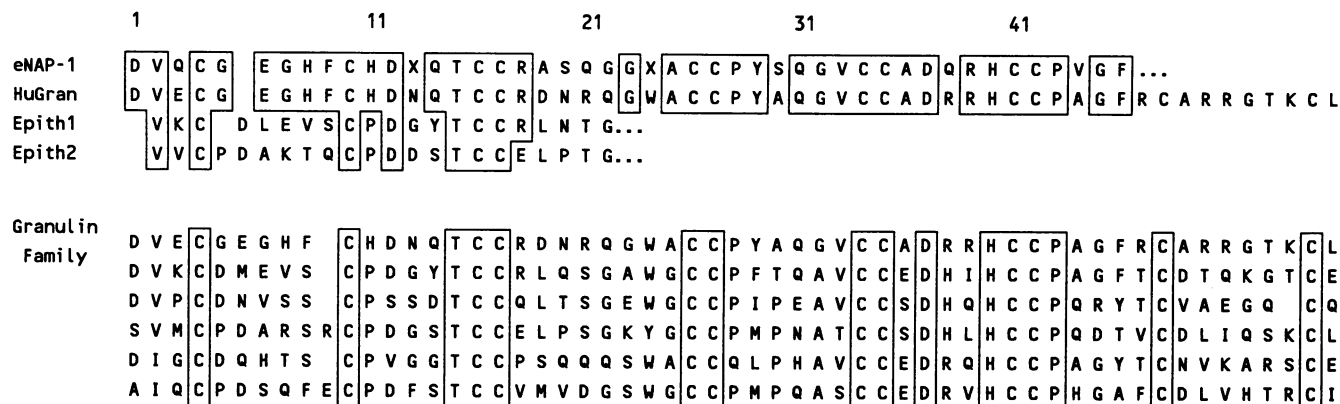 1 11 21 31 41
eNAP-1 D V Q C G E G H F C H D X Q T C C R A S Q G G X A C C P Y S Q G V C C A D Q R H C C P V G F ...
HuGran D V E C G E G H F C H D N Q T C C R D N R Q G W A C C P Y A Q G V C C A D R R H C C P A G F R C A R R G T K C L
Epith1 V K C D L E V S C P D G Y T C C R L N T G...
Epith2 V V C P D A K T Q C P D D S T C C E L P T G...
Granulin
Family
D V E C G E G H F C H D N Q T C C R D N R Q G W A C C P Y A Q G V C C A D R R H C C P A G F R C A R R G T K C L
D V K C D M E V S C P D G Y T C C R L Q S G A W G C C P F T Q A V C C E D H I H C C P A G F T C D T Q K G T C E
D V P C D N V S S C P S S D T C C Q L T S G E W G C C P I P E A V C C S D H Q H C C P Q R Y T C V A E G Q C Q
S V M C P D A R S R C P D G S T C C E L P S G K Y G C C P M P N A T C C S D H L H C C P Q D T V C D L I Q S K C L
D I G C D Q H T S C P V G G T C C P S Q Q Q S W A C C Q L P H A V C C E D R Q H C C P A G Y T C N V K A R S C E
A I Q C P D S Q F E C P D F S T C C V M V D G S W G C C P M P Q A S C C E D R V H C C P H G A F C D L V H T R C I